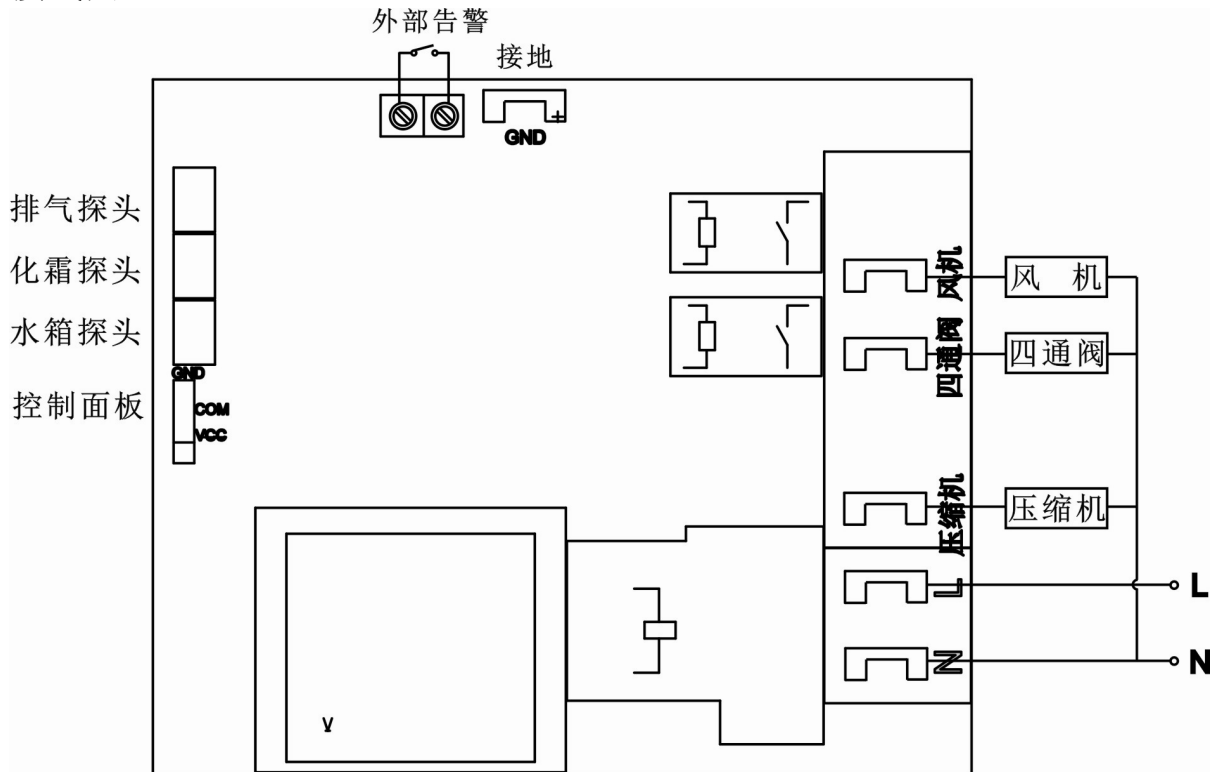 外部告警
接地
GND
排气探头
化霜探头
水箱探头
GND
控制面板
COM
VCC
风机
风 机
四通阀
四通阀
压缩机
压缩机
L
L
N
N
V